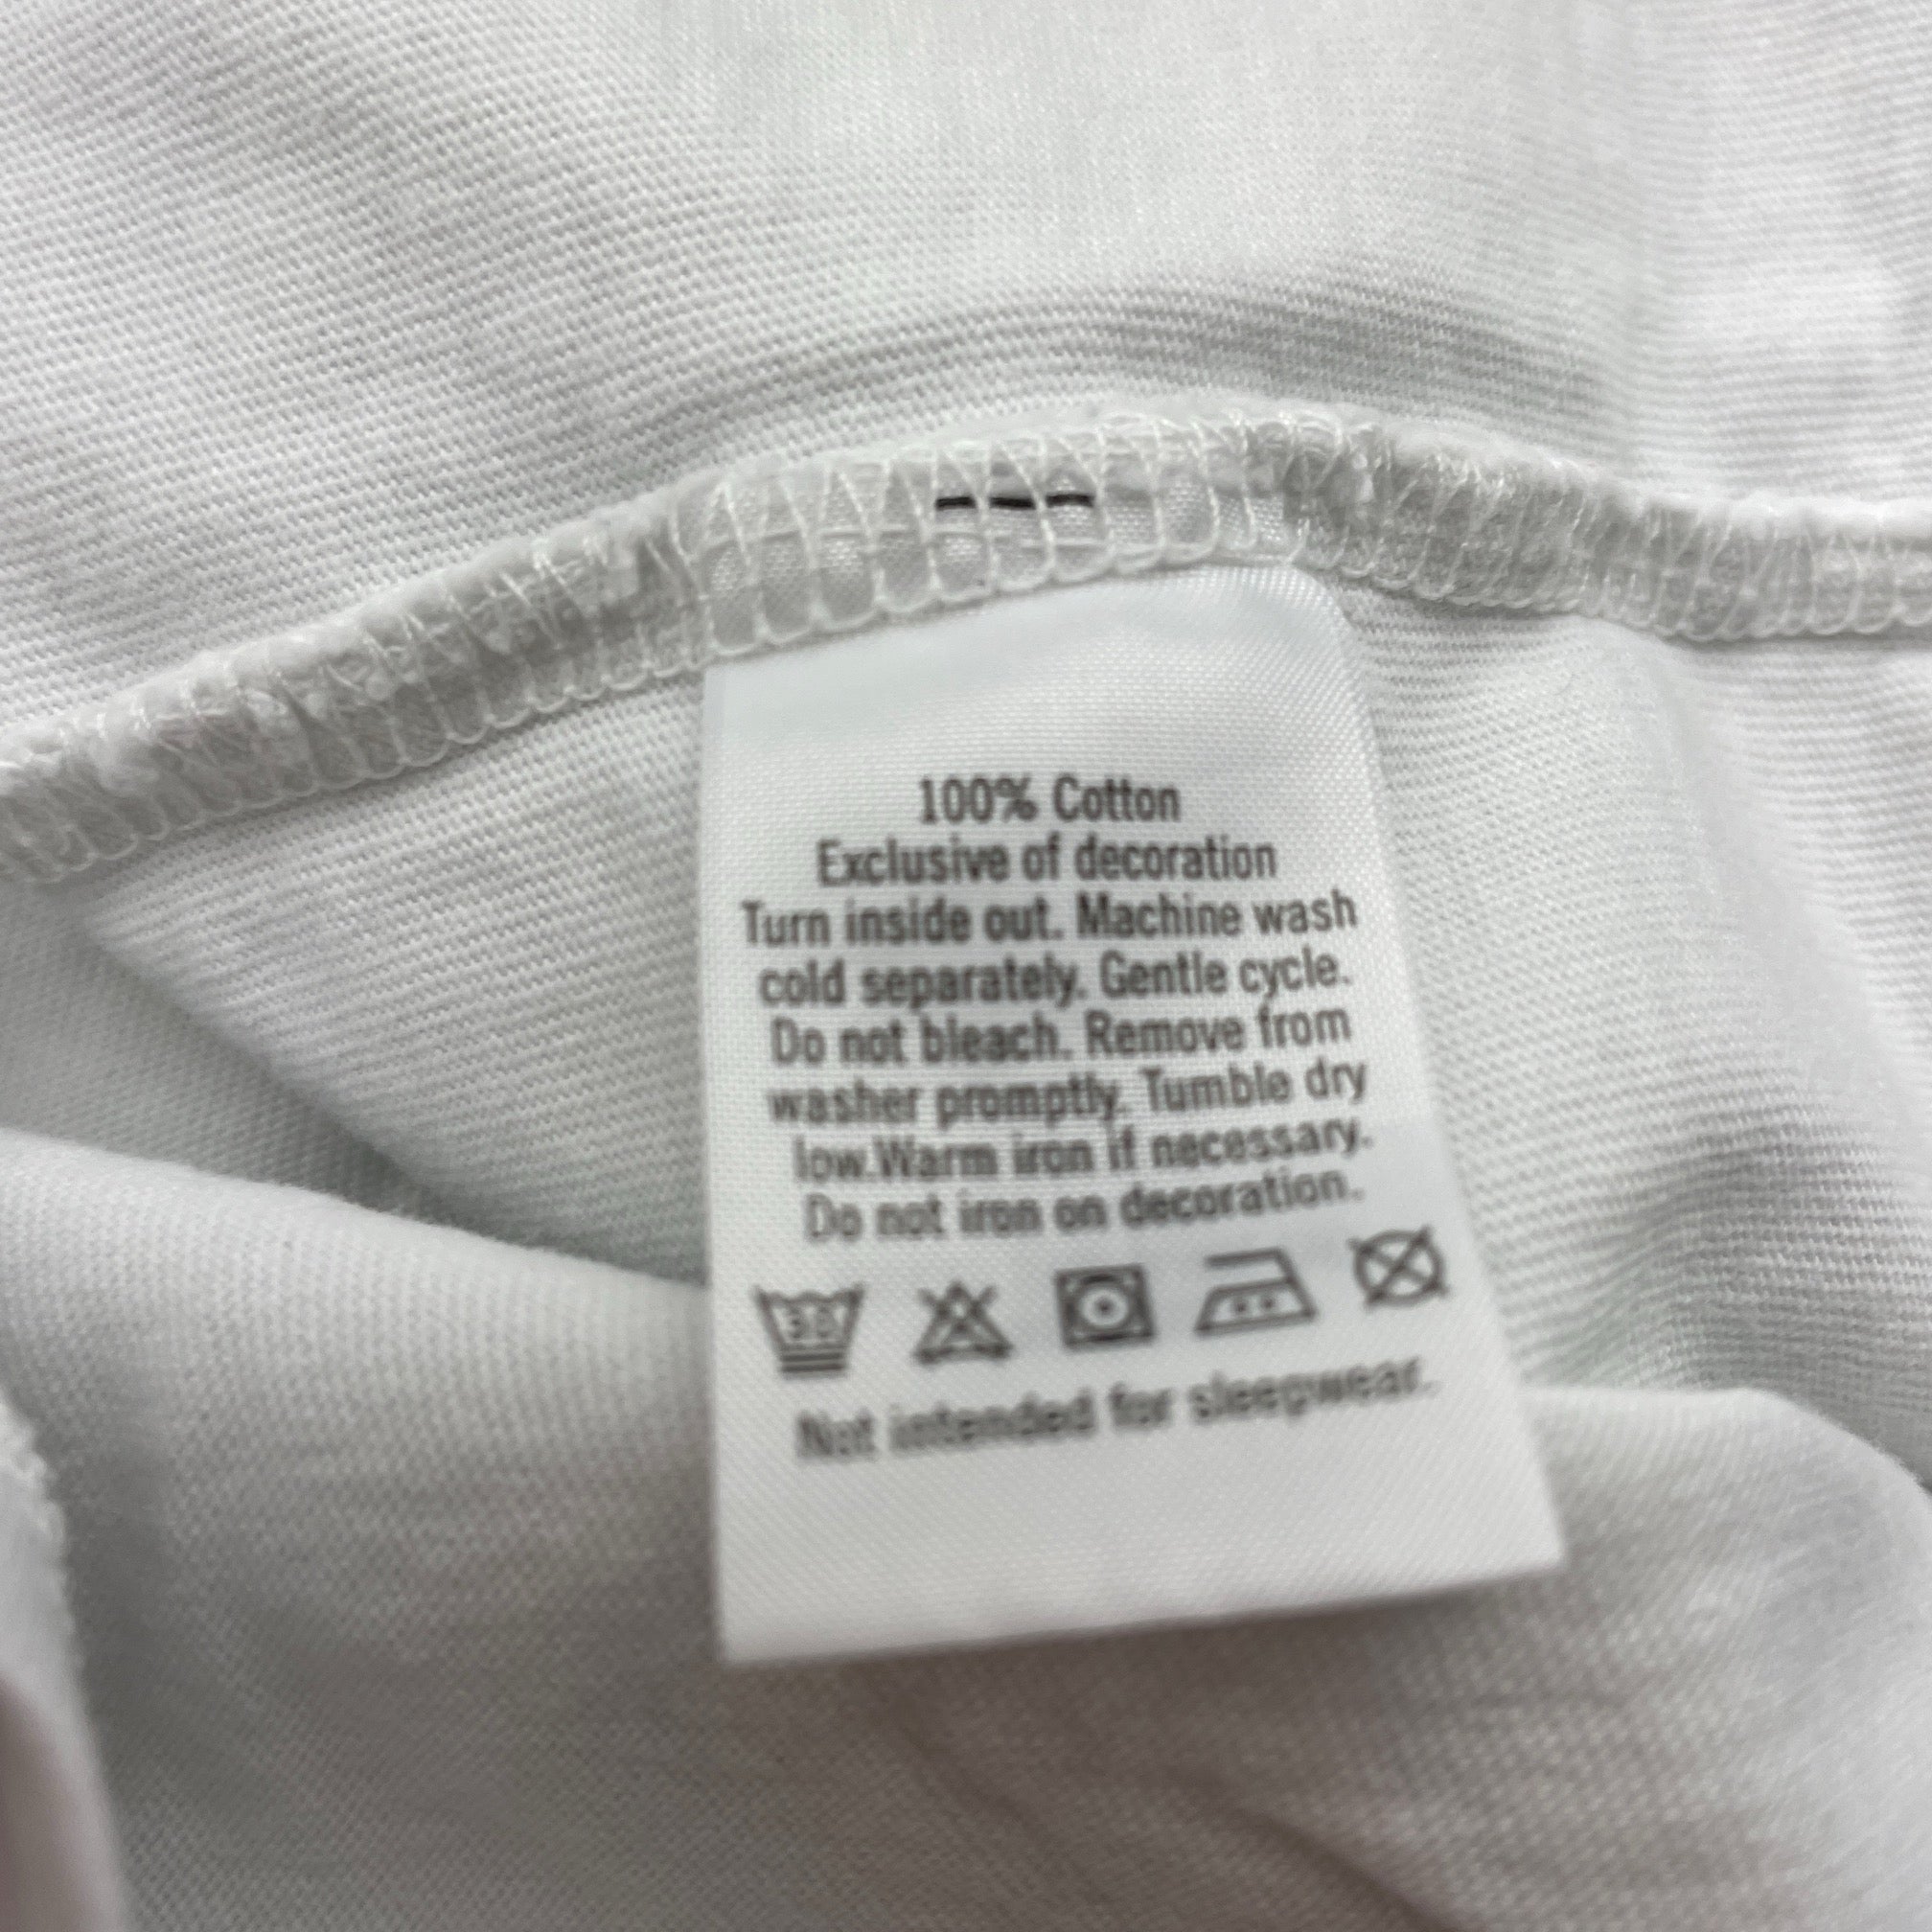 100% Cotton
Exclusive of decoration
Turn inside out. Machine wash
cold separately. Gentle cycle.
Do not bleach. Remove from
washer promptly. Tumble dry
low.Warm iron if necessary.
Do not iron on decoration.
30
Not intended for sleepwear.